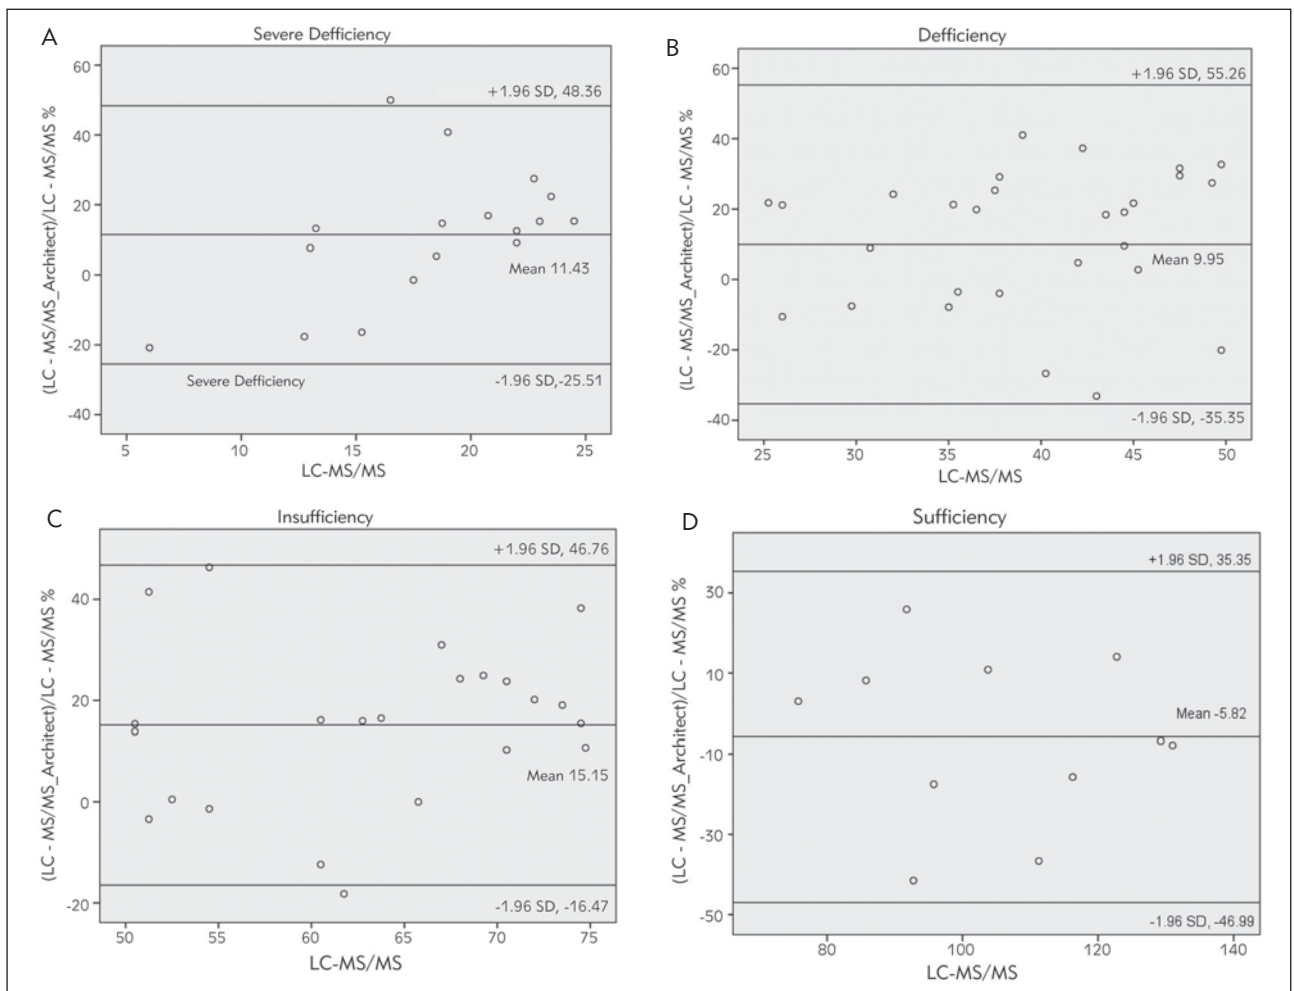 A
Severe Defficiency
(LC - MS/MS_Architect)/LC - MS/MS %
60
40
20
0
-20
-40
+1.96 SD, 48.36
Mean 11.43
Severe Defficiency
-1.96 SD,-25.51
5 10 15 20 25
LC-MS/MS
B
Defficiency
(LC - MS/MS_Architect)/LC - MS/MS %
60
40
20
0
-20
-40
+1.96 SD, 55.26
Mean 9.95
-1.96 SD, -35.35
25 30 35 40 45 50
LC-MS/MS
C
Insufficiency
(LC - MS/MS_Architect)/LC - MS/MS %
40
20
0
-20
+1.96 SD, 46.76
Mean 15.15
-1.96 SD, -16.47
50 55 60 65 70 75
LC-MS/MS
D
Sufficiency
(LC - MS/MS_Architect)/LC - MS/MS %
30
10
-10
-30
-50
+1.96 SD, 35.35
Mean -5.82
-1.96 SD, -46.99
80 100 120 140
LC-MS/MS